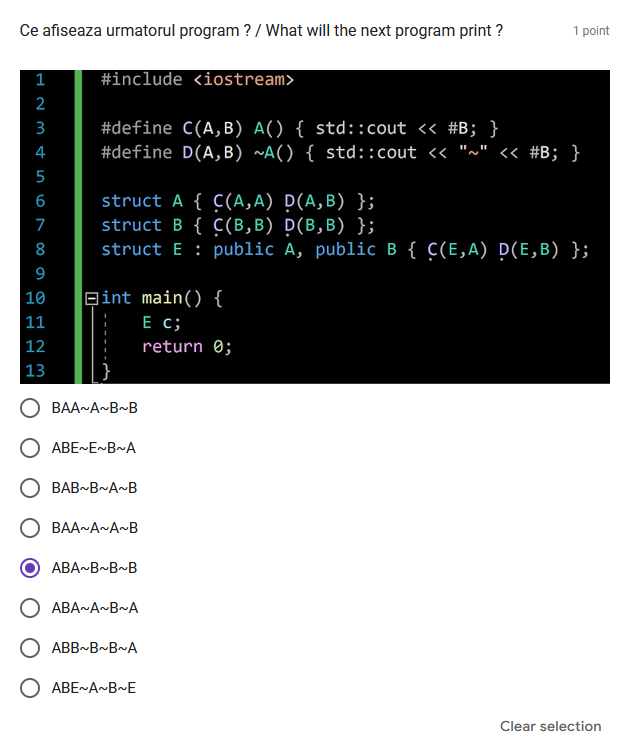 Ce afiseaza urmatorul program ? / What will the next program print ?
1 point
1 #include <iostream>
2
3 #define C(A,B) A() { std::cout << #B; }
4 #define D(A,B) ~A() { std::cout << "~" << #B; }
5
6 struct A { C(A,A) D(A,B) };
7 struct B { C(B,B) D(B,B) };
8 struct E : public A, public B { C(E,A) D(E,B) };
9
10 int main() {
11 E c;
12 return 0;
13 }
BAA~A~B~B
ABE~E~B~A
BAB~B~A~B
BAA~A~A~B
ABA~B~B~B
ABA~A~B~A
ABB~B~B~A
ABE~A~B~E
Clear selection